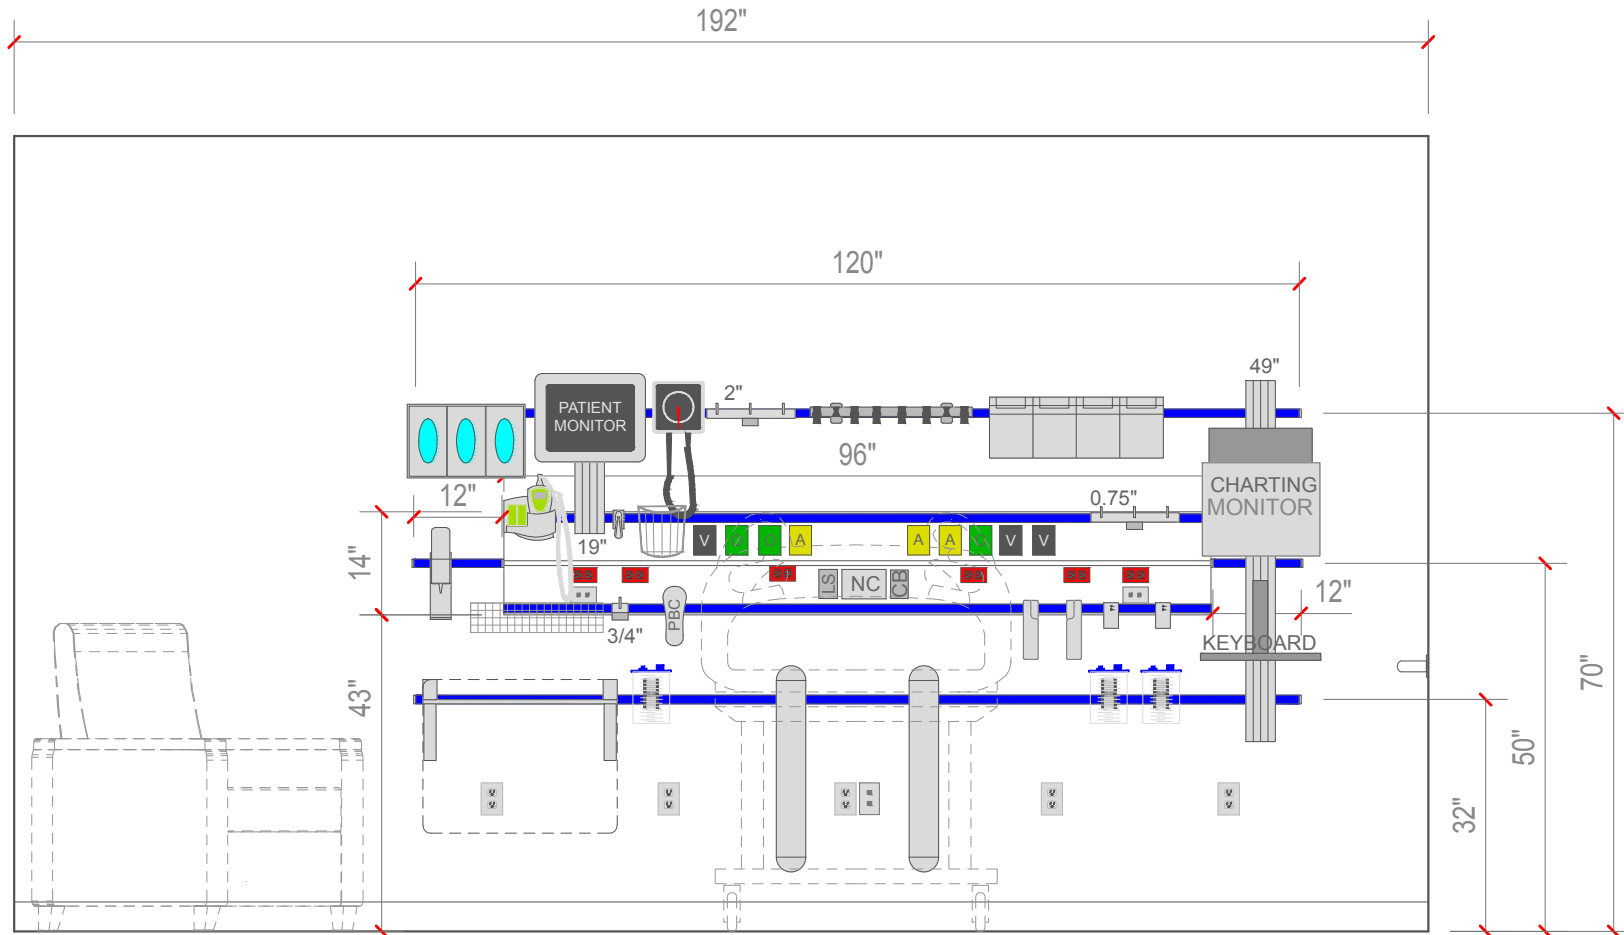 192"
120"
49"
2"
PATIENT
MONITOR
96"
12"
CHARTING
MONITOR
0.75"
19"
V
A
A
A
V
V
14"
LS
NC
CB
PBC
3/4"
12"
KEYBOARD
43"
70"
50"
32"